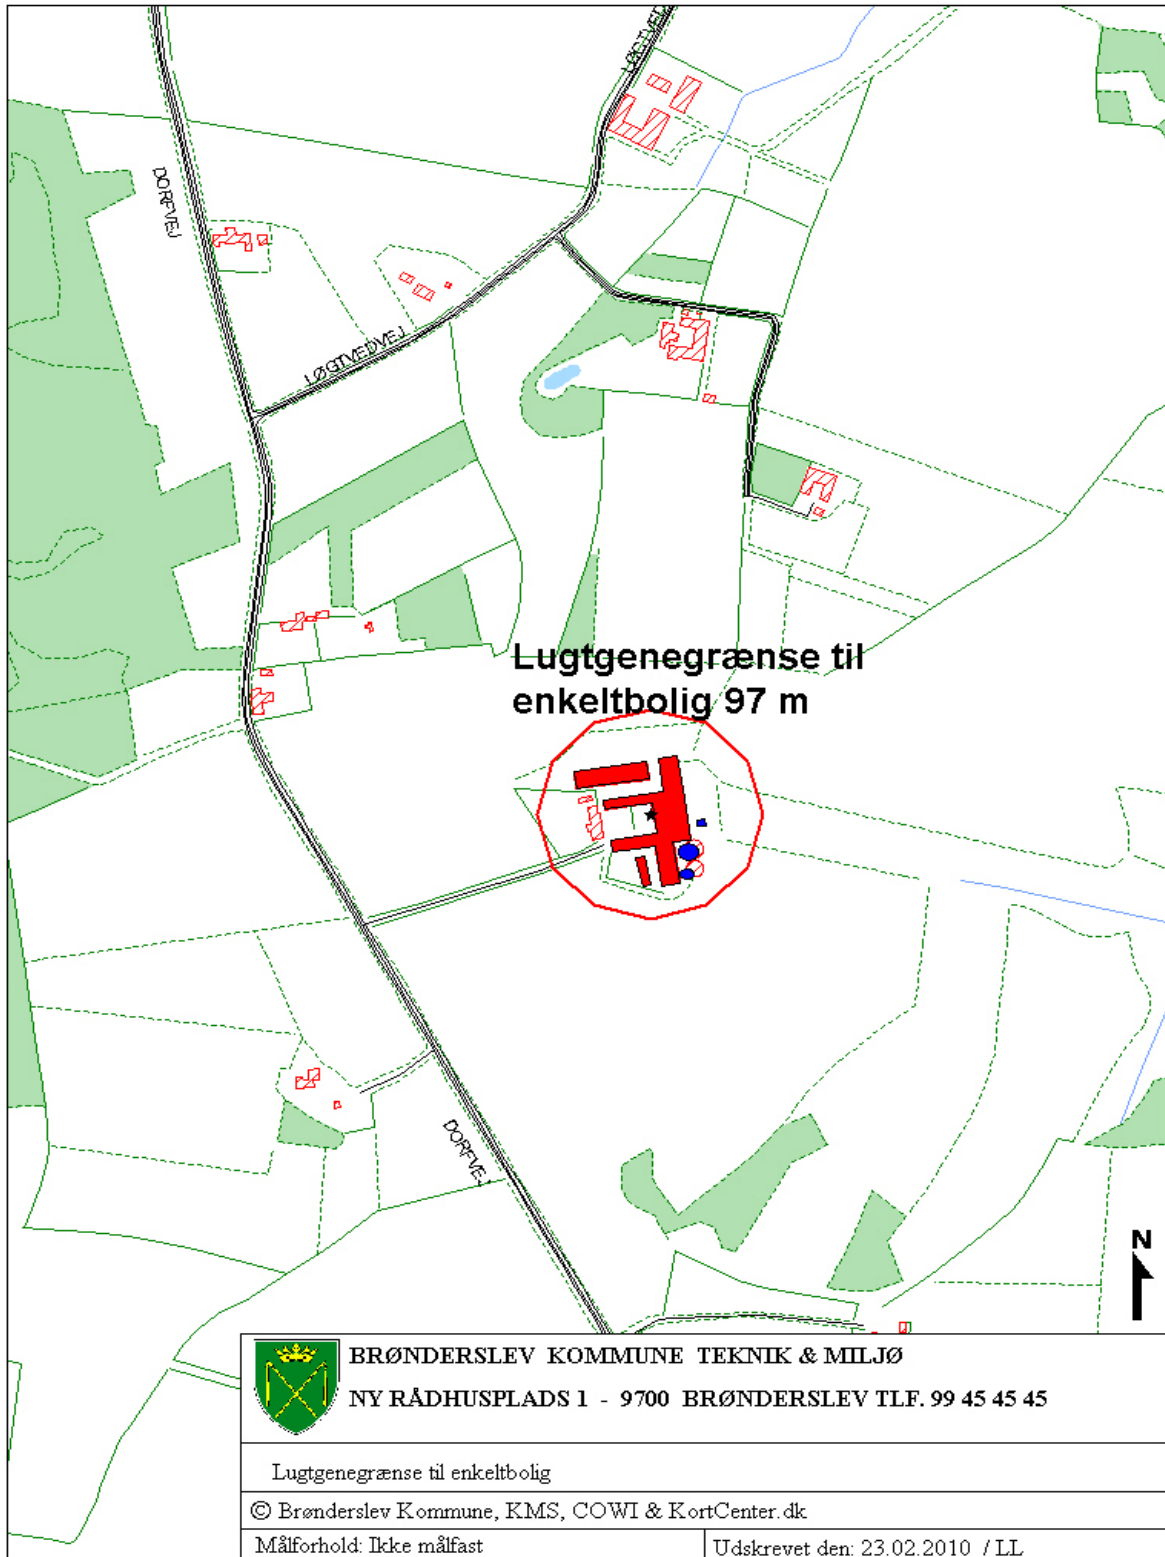 LØGTVEJ
DORFVEJ
LØGTVEDVEJ
Lugtgenegrænse til
enkeltbolig 97 m
DORFVEJ
N
BRØNDERSLEV KOMMUNE TEKNIK & MILJØ
NY RÅDHUSPLADS 1 - 9700 BRØNDERSLEV TLF. 99 45 45 45
Lugtgenegrænse til enkeltbolig
© Brønderslev Kommune, KMS, COWI & KortCenter.dk
Målforhold: Ikke målfast
Udskrevet den: 23.02.2010 / LL